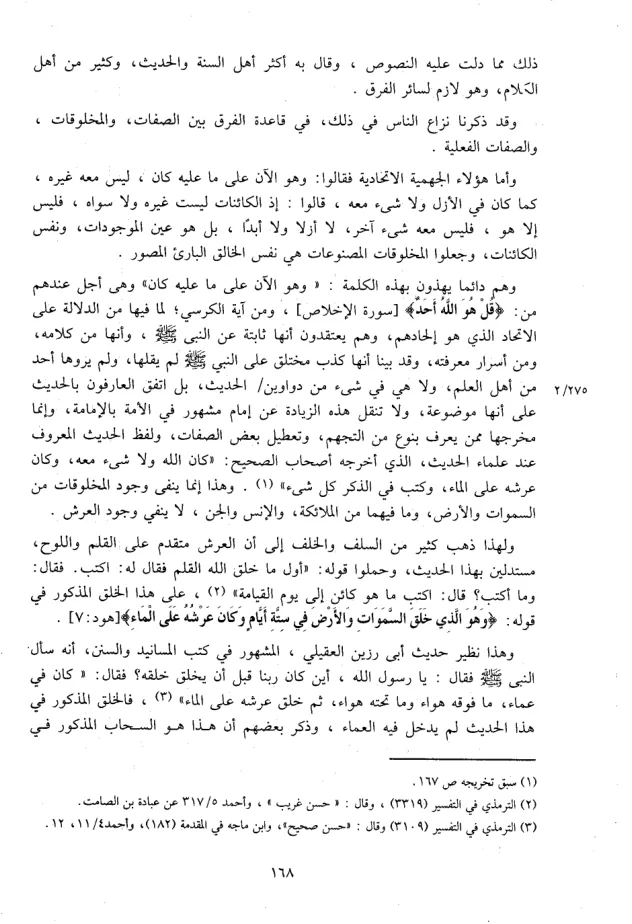 ذلك مما دلت عليه النصوص ، وقال به أكثر أهل السنة والحديث، وكثير من أهل
الكلام، وهو لازم لسائر الفرق .
وقد ذكرنا نزاع الناس في ذلك، في قاعدة الفرق بين الصفات، والمخلوقات ،
والصفات الفعلية .
وأما هؤلاء الجهمية الاتحادية فقالوا: وهو الآن على ما عليه كان ، ليس معه غيره ،
كما كان في الأزل ولا شىء معه ، قالوا : إذ الكائنات ليست غيره ولا سواه ، فليس
إلا هو ، فليس معه شىء آخر، لا أزلا ولا أبدًا ، بل هو عين الموجودات، ونفس
الكائنات، وجعلوا المخلوقات المصنوعات هي نفس الخالق البارئ المصور .
وهم دائما يهذون بهذه الكلمة : « وهو الآن على ما عليه كان» وهى أجل عندهم
من: ﴿قُلْ هُوَ اللَّهُ أَحَدٌ﴾ [سورة الإخلاص] ، ومن آية الكرسي؛ لما فيها من الدلالة على
الاتحاد الذي هو إلحادهم، وهم يعتقدون أنها ثابتة عن النبي ﷺ ، وأنها من كلامه،
ومن أسرار معرفته، وقد بينا أنها كذب مختلق على النبي ﷺ لم يقلها، ولم يروها أحد
من أهل العلم، ولا هي في شىء من دواوين/ الحديث، بل اتفق العارفون بالحديث ٢/٢٧٥
على أنها موضوعة، ولا تنقل هذه الزيادة عن إمام مشهور في الأمة بالإمامة، وإنما
مخرجها ممن يعرف بنوع من التجهم، وتعطيل بعض الصفات، ولفظ الحديث المعروف
عند علماء الحديث، الذي أخرجه أصحاب الصحيح: «كان الله ولا شىء معه، وكان
عرشه على الماء، وكتب في الذكر كل شىء» (١) . وهذا إنما ينفى وجود المخلوقات من
السموات والأرض، وما فيهما من الملائكة، والإنس والجن ، لا ينفي وجود العرش .
ولهذا ذهب كثير من السلف والخلف إلى أن العرش متقدم على القلم واللوح،
مستدلين بهذا الحديث، وحملوا قوله: «أول ما خلق الله القلم فقال له: اكتب. فقال:
وما أكتب؟ قال: اكتب ما هو كائن إلى يوم القيامة» (٢) ، على هذا الخلق المذكور في
قوله: ﴿وَهُوَ الَّذِي خَلَقَ السَّمَوَاتِ وَالأَرْضَ فِي سِتَّةِ أَيَّامٍ وَكَانَ عَرْشُهُ عَلَى الْمَاءِ﴾[هود:٧] .
وهذا نظير حديث أبى رزين العقيلي ، المشهور في كتب المسانيد والسنن، أنه سأل
النبي ﷺ فقال : يا رسول الله ، أين كان ربنا قبل أن يخلق خلقه؟ فقال: « كان في
عماء، ما فوقه هواء وما تحته هواء، ثم خلق عرشه على الماء» (٣) ، فالخلق المذكور في
هذا الحديث لم يدخل فيه العماء ، وذكر بعضهم أن هـذا هـو السـحاب المذكور فـي
(١) سبق تخريجه ص ١٦٧.
(٢) الترمذي في التفسير (٣٣١٩) ، وقال : « حسن غريب » ، وأحمد ٣١٧/٥ عن عبادة بن الصامت.
(٣) الترمذي في التفسير (٣١٠٩) وقال : «حسن صحيح»، وابن ماجه في المقدمة (١٨٢)، وأحمد٤/ ١١، ١٢.
١٦٨